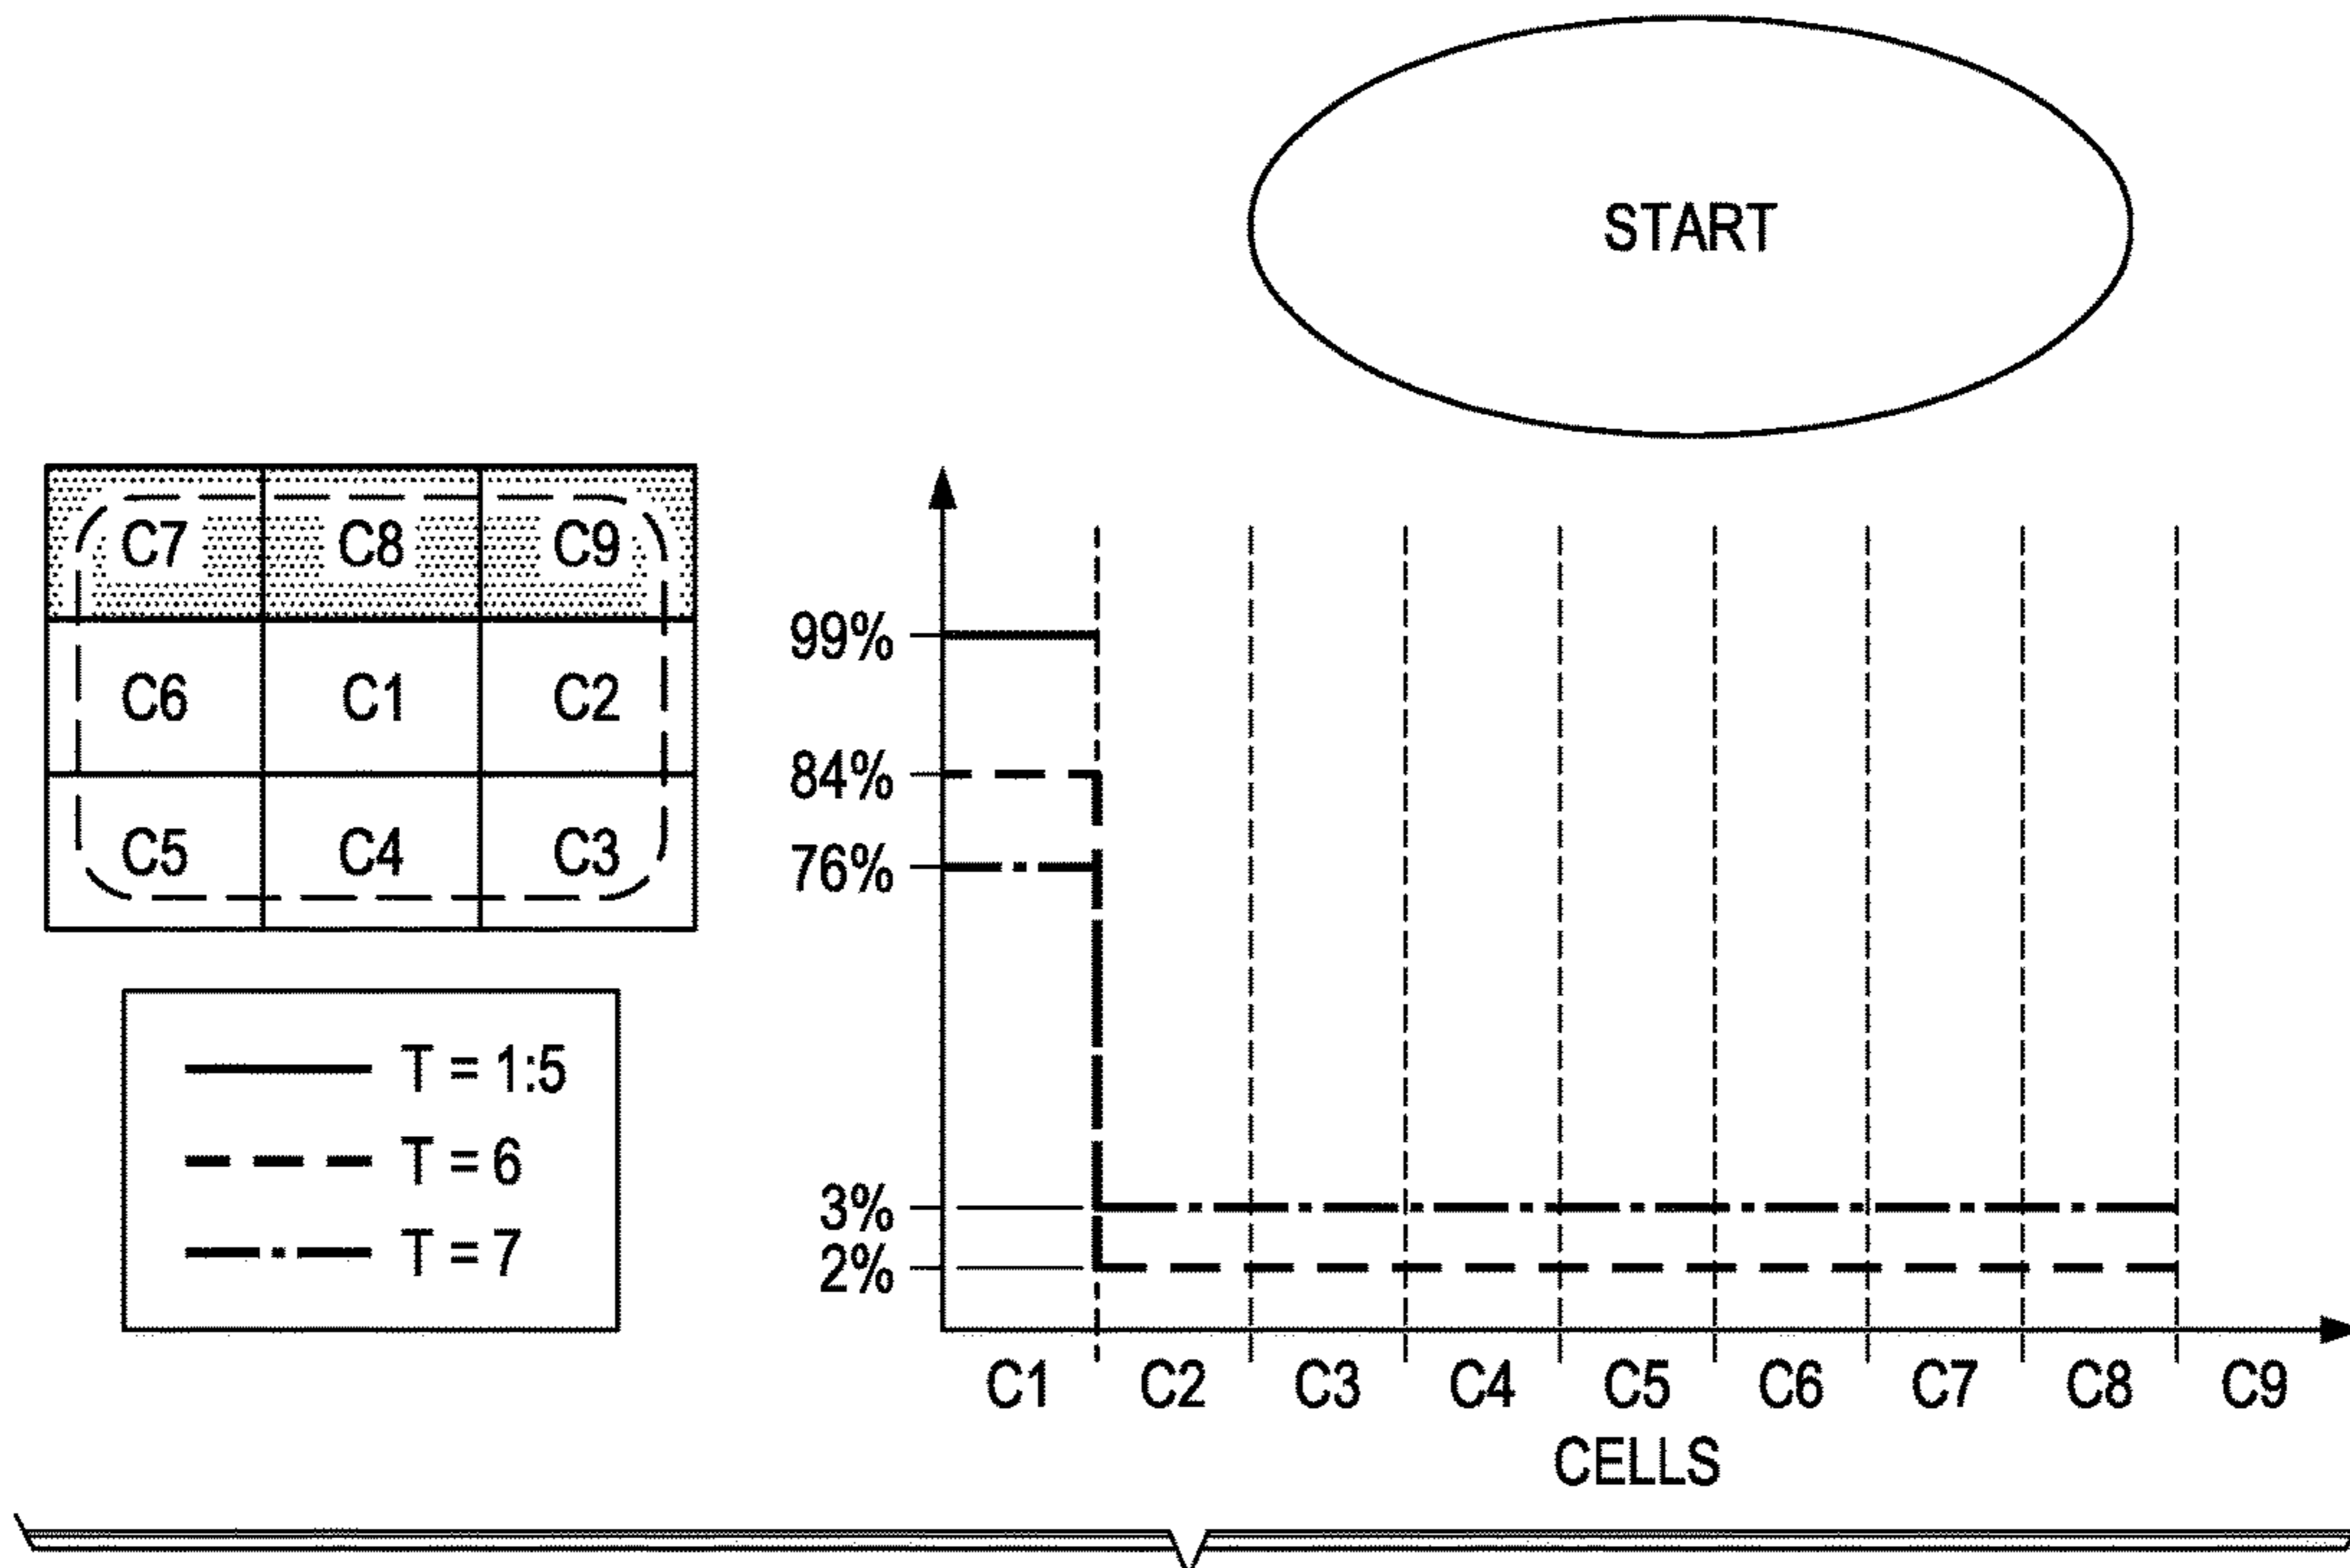 START
C7 C8 C9
C6 C1 C2
C5 C4 C3
T = 1:5
T = 6
T = 7
99%
84%
76%
3%
2%
C1 C2 C3 C4 C5 C6 C7 C8 C9
CELLS